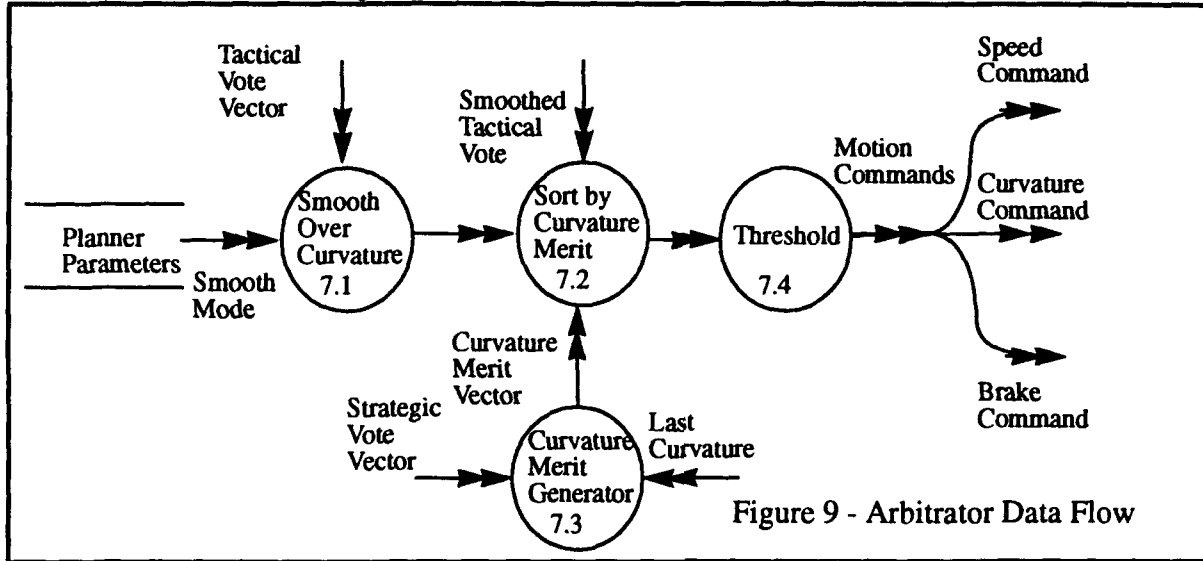 Tactical
Vote
Vector
Smoothed
Tactical
Vote
Speed
Command
Motion
Commands
Curvature
Command
Planner
Parameters
Smooth
Mode
Smooth
Over
Curvature
7.1
Sort by
Curvature
Merit
7.2
Threshold
7.4
Curvature
Merit
Vector
Brake
Command
Strategic
Vote
Vector
Curvature
Merit
Generator
7.3
Last
Curvature
Figure 9 - Arbitrator Data Flow